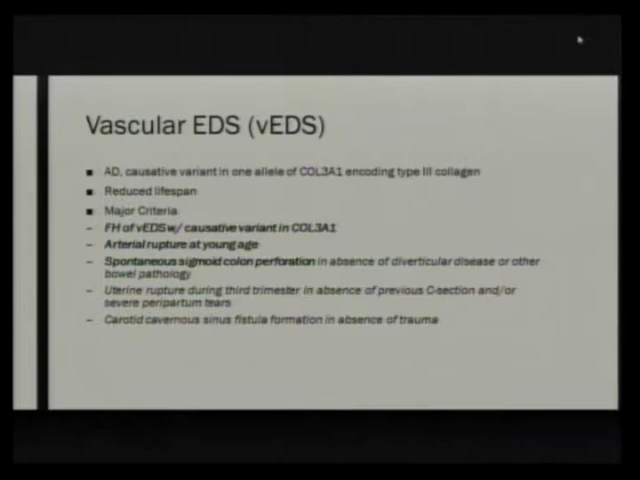 Vascular EDS (vEDS)
■ AD, causative variant in one allele of COL3A1 encoding type III collagen
■ Reduced lifespan
■ Major Criteria
– FH of vEDS w/ causative variant in COL3A1
– Arterial rupture at young age
– Spontaneous sigmoid colon perforation in absence of diverticular disease or other
bowel pathology
– Uterine rupture during third trimester in absence of previous C-section and/or
severe peripartum tears
– Carotid cavernous sinus fistula formation in absence of trauma